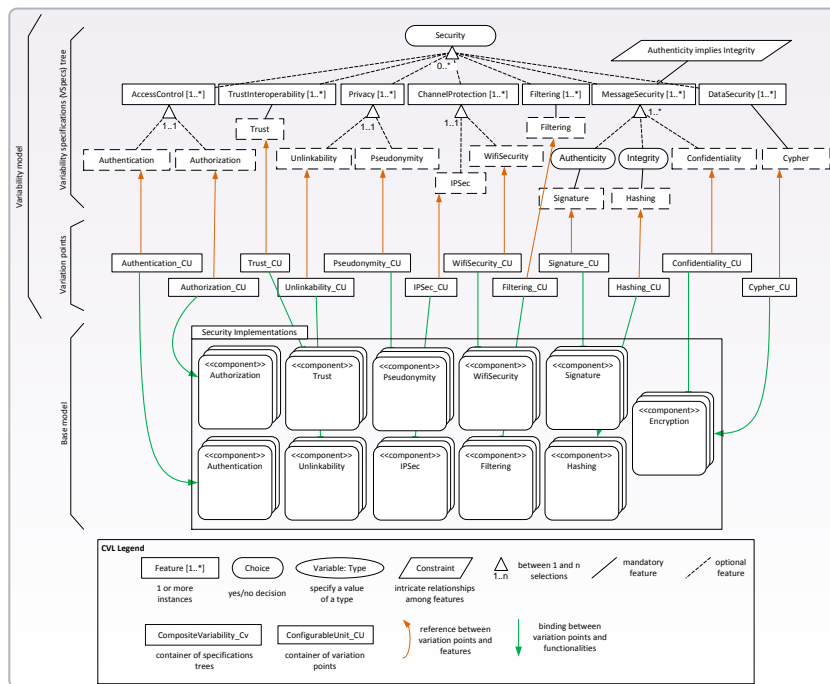 Security
Authenticity implies Integrity
0..*
AccessControl [1..*]
TrustInteroperability [1..*]
Privacy [1..*]
ChannelProtection [1..*]
Filtering [1..*]
MessageSecurity [1..*]
DataSecurity [1..*]
1..1
1..1
1..1
1..*
Trust
Filtering
Authentication
Authorization
Unlinkability
Pseudonymity
WifiSecurity
Authenticity
Integrity
Confidentiality
Cypher
IPSec
Signature
Hashing
Variability model
Variability specifications (VSpecs) tree
Variation points
Base model
Authentication_CU
Trust_CU
Pseudonymity_CU
WifiSecurity_CU
Signature_CU
Confidentiality_CU
Authorization_CU
Unlinkability_CU
IPSec_CU
Filtering_CU
Hashing_CU
Cypher_CU
Security Implementations
<<component>>
Authorization
<<component>>
Trust
<<component>>
Pseudonymity
<<component>>
WifiSecurity
<<component>>
Signature
<<component>>
Encryption
<<component>>
Authentication
<<component>>
Unlinkability
<<component>>
IPSec
<<component>>
Filtering
<<component>>
Hashing
CVL Legend
Feature [1..*]
1 or more
instances
Choice
yes/no decision
Variable: Type
specify a value
of a type
Constraint
intricate relationships
among features
1..n
between 1 and n
selections
mandatory
feature
optional
feature
CompositeVariability_Cv
container of specifications
trees
ConfigurableUnit_CU
container of variation
points
reference between
variation points and
features
binding between
variation points and
functionalities